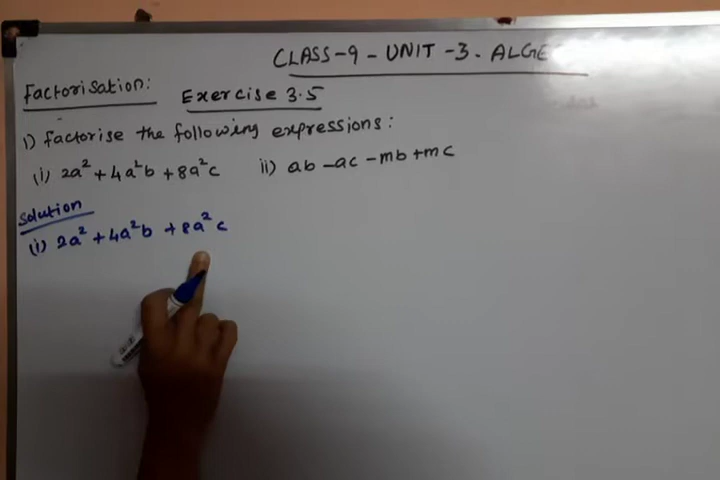 CLASS-9 - UNIT -3. ALGE
Factorisation:
Exercise 3.5
1) factorise the following expressions:
(i) 2a² + 4a²b + 8a²c ii) ab - ac - mb + mc
Solution
(i) 2a² + 4a²b + 8a²c